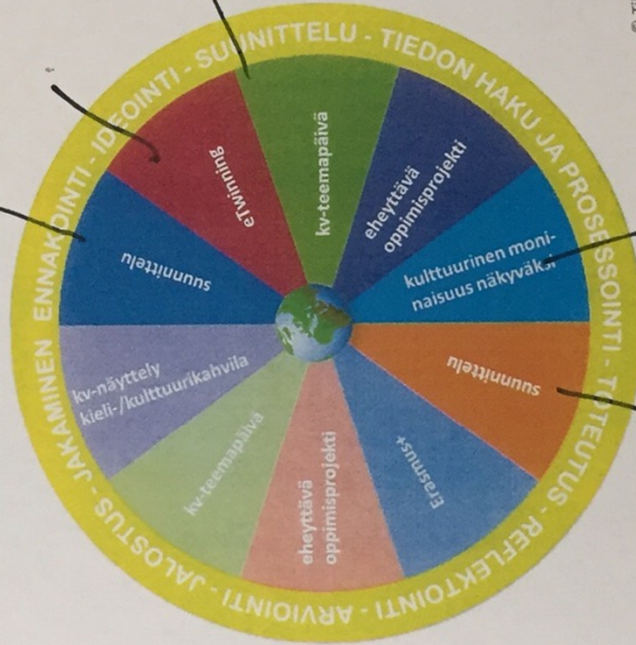 ENNAKOINTI - IDEOINTI - SUUNITTELU - TIEDON HAKU JA PROSESSOINTI - TOTEUTUS - REFLEKTOINTI - ARVIOINTI - JALOSTUS - JAKAMINEN
kv-teemapäivä
eheyttävä
oppimisprojekti
kulttuurinen moni-
naisuus näkyväksi
suunnittelu
Erasmus+
eheyttävä
oppimisprojekti
kv-teemapäivä
kv-näyttely
kieli-/kulttuurikahvila
suunnittelu
eTwinning